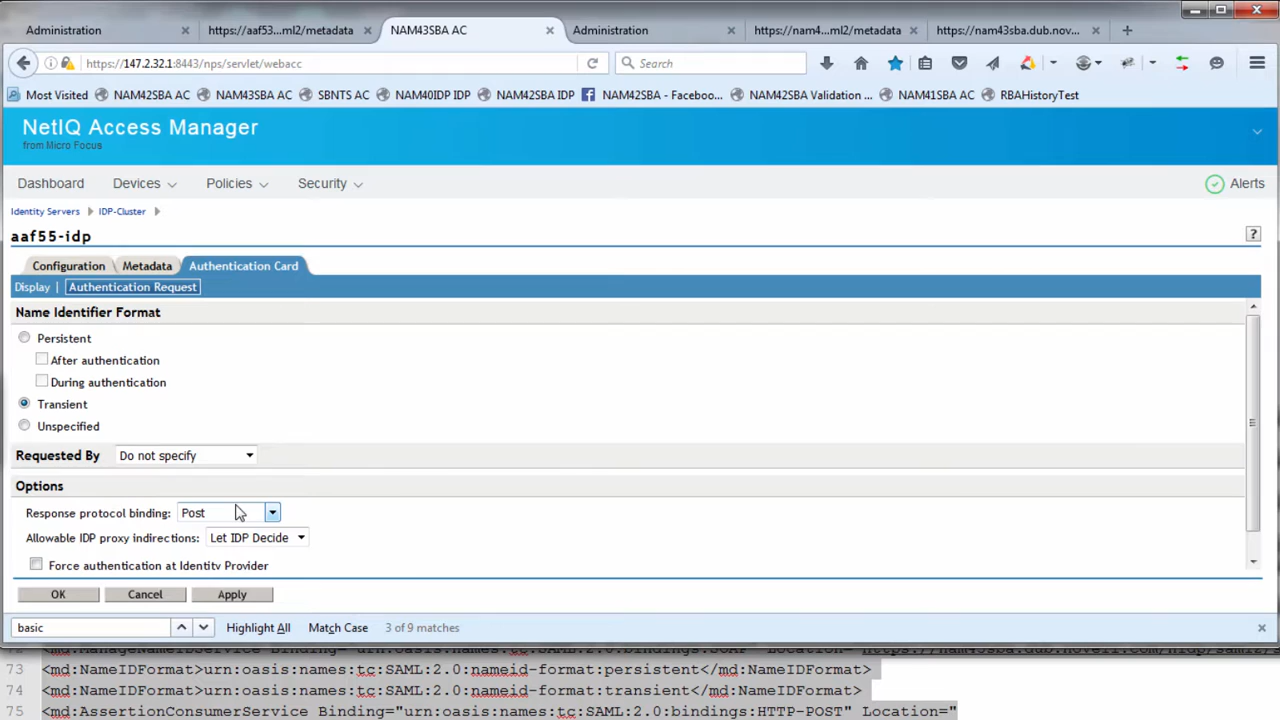 Administration × https://aaf53...ml2/metadata × NAM43SBA AC × Administration × https://nam4...ml2/metadata × https://nam43sba.dub.nov... × +
https://147.2.32.1:8443/nps/servlet/webacc Search
Most Visited NAM42SBA AC NAM43SBA AC SBNTS AC NAM40IDP IDP NAM42SBA IDP NAM42SBA - Faceboo... NAM42SBA Validation ... NAM41SBA AC RBAHistoryTest
NetIQ Access Manager
from Micro Focus
Dashboard Devices Policies Security Alerts
Identity Servers IDP-Cluster
aaf55-idp ?
Configuration Metadata Authentication Card
Display | Authentication Request
Name Identifier Format
Persistent
After authentication
During authentication
Transient
Unspecified
Requested By Do not specify
Options
Response protocol binding: Post
Allowable IDP proxy indirections: Let IDP Decide
Force authentication at Identity Provider
OK Cancel Apply
basic Highlight All Match Case 3 of 9 matches ×
73 <md:NameIDFormat>urn:oasis:names:tc:SAML:2.0:nameid-format:persistent</md:NameIDFormat>
74 <md:NameIDFormat>urn:oasis:names:tc:SAML:2.0:nameid-format:transient</md:NameIDFormat>
75 <md:AssertionConsumerService Binding="urn:oasis:names:tc:SAML:2.0:bindings:HTTP-POST" Location="